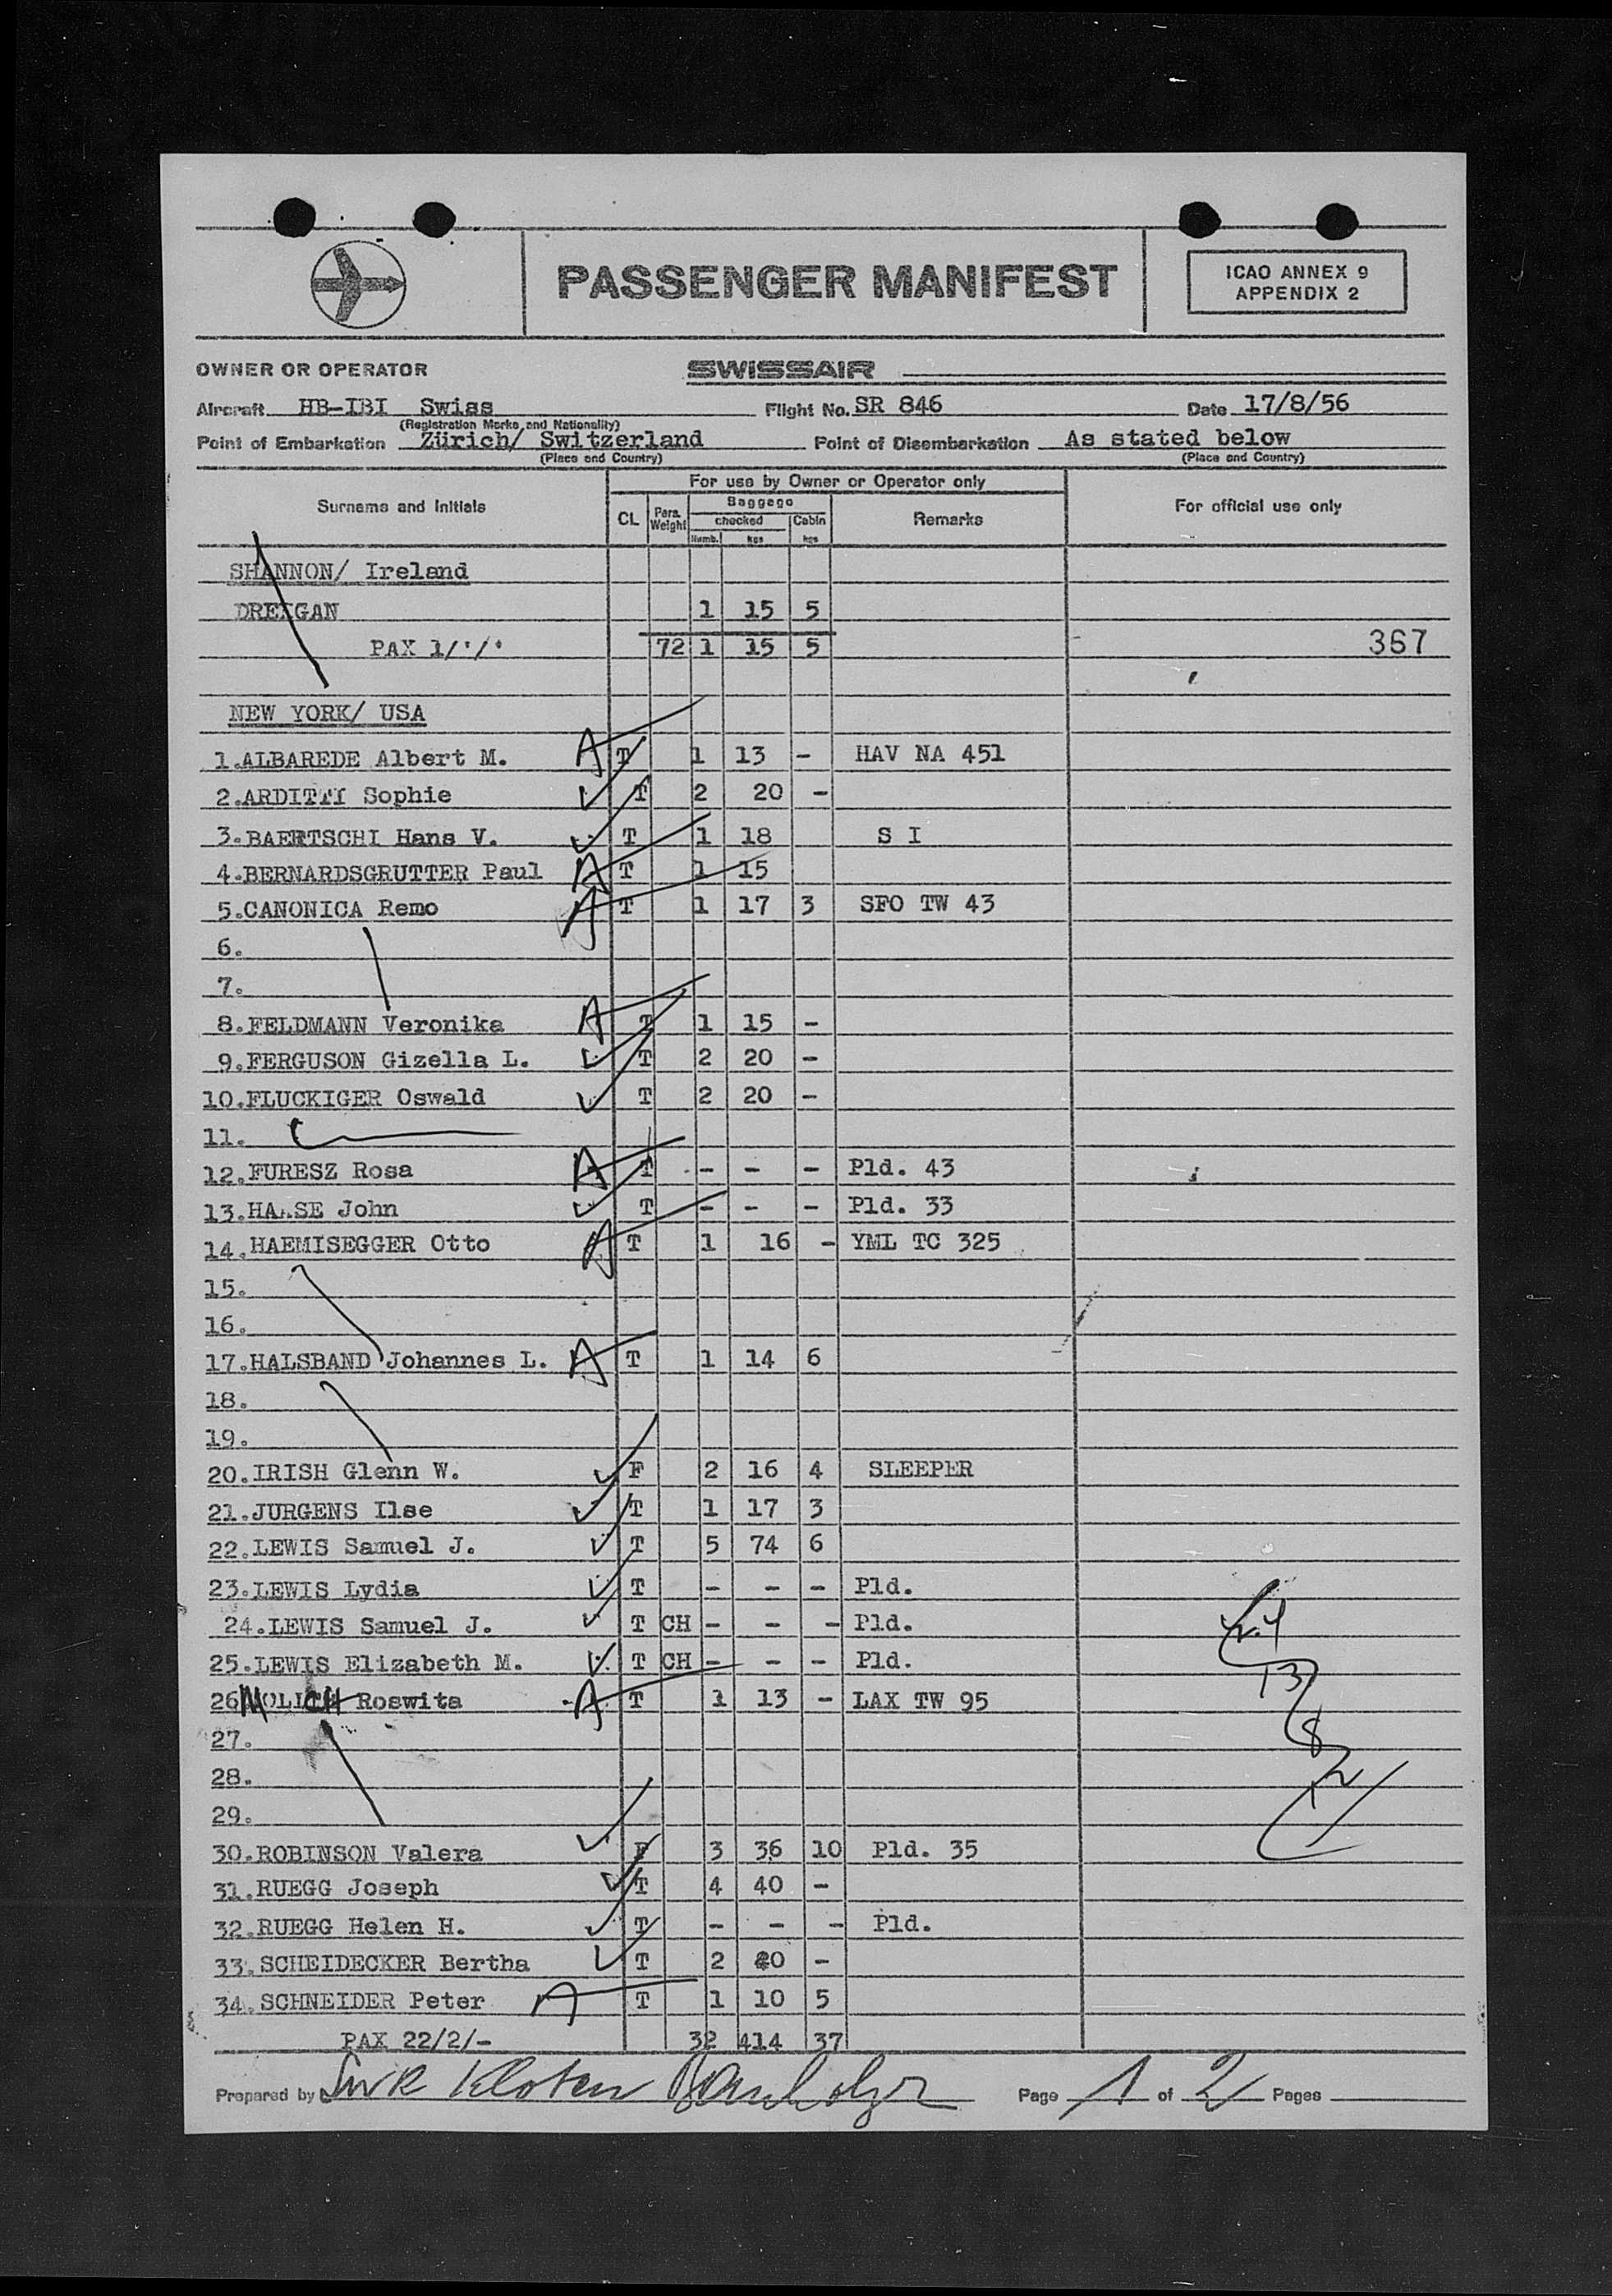 PASSENGER MANIFEST
ICAO ANNEX 9
APPENDIX 2
OWNER OR OPERATOR SWISSAIR
Aircraft HB-IBI Swiss Flight No. SR 846 Date 17/8/56
(Registration Marks and Nationality)
Point of Embarkation Zürich/ Switzerland Point of Disembarkation As stated below
(Place and Country) (Place and Country)
For use by Owner or Operator only
Surname and Initials CL Pars. Weight Baggage checked Numb. kgs Cabin kgs Remarks For official use only
SHANNON/ Ireland
DREIGAN 1 15 5
PAX 1/'/' 72 1 15 5 367
NEW YORK/ USA
1.ALBAREDE Albert M. A T 1 13 - HAV NA 451
2.ARDITTI Sophie T 2 20 -
3.BAERTSCHI Hans V. T 1 18 S I
4.BERNARDSGRUTTER Paul A T 1 15
5.CANONICA Remo A T 1 17 3 SFO TW 43
6.
7.
8.FELDMANN Veronika A T 1 15 -
9.FERGUSON Gizella L. T 2 20 -
10.FLUCKIGER Oswald T 2 20 -
11.
12.FURESZ Rosa A T - - - Pld. 43
13.HAASE John T - - - Pld. 33
14.HAEMISEGGER Otto A T 1 16 - YML TC 325
15.
16.
17.HALSBAND Johannes L. A T 1 14 6
18.
19.
20.IRISH Glenn W. F 2 16 4 SLEEPER
21.JURGENS Ilse T 1 17 3
22.LEWIS Samuel J. T 5 74 6
23.LEWIS Lydia T - - - Pld.
24.LEWIS Samuel J. T CH - - - Pld.
25.LEWIS Elizabeth M. T CH - - - Pld.
26 MOLICH Roswita A T 1 13 - LAX TW 95
27.
28.
29.
30.ROBINSON Valera F 3 36 10 Pld. 35
31.RUEGG Joseph T 4 40 -
32.RUEGG Helen H. T - - - Pld.
33.SCHEIDECKER Bertha T 2 20 -
34.SCHNEIDER Peter A T 1 10 5
13
8
2
PAX 22/2/- 32 414 37
Prepared by Kloten Page 1 of 2 Pages